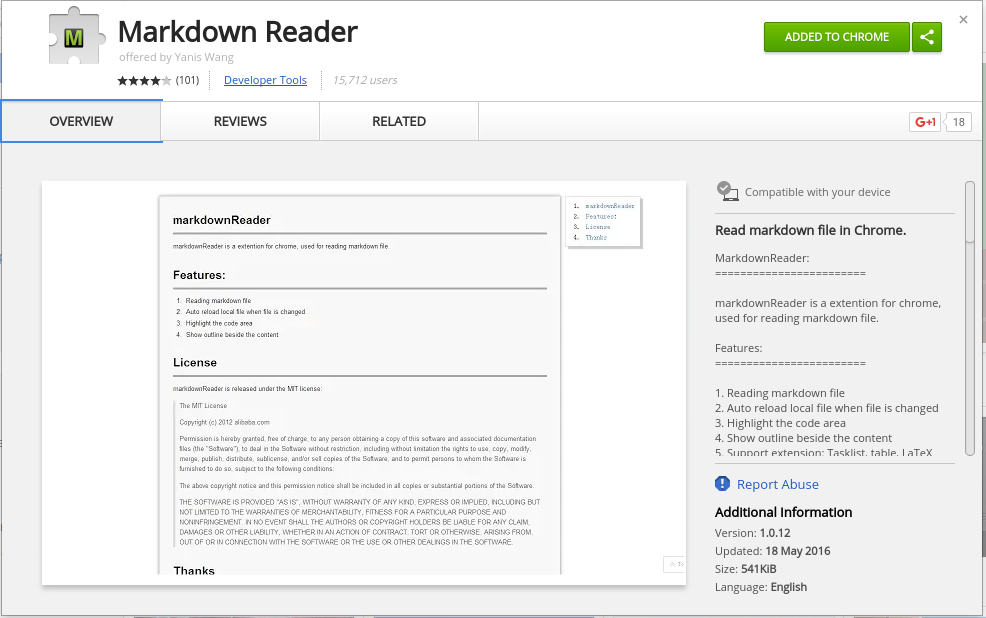 Markdown Reader
offered by Yanis Wang
(101)
Developer Tools
15,712 users
ADDED TO CHROME
OVERVIEW
REVIEWS
RELATED
G+1
18
markdownReader
markdownReader is a extention for chrome, used for reading markdown file.
Features:
1. Reading markdown file
2. Auto reload local file when file is changed
3. Highlight the code area
4. Show outline beside the content
License
markdownReader is released under the MIT license:
The MIT License
Copyright (c) 2012 alibaba.com
Permission is hereby granted, free of charge, to any person obtaining a copy of this software and associated documentation
files (the "Software"), to deal in the Software without restriction, including without limitation the rights to use, copy, modify,
merge, publish, distribute, sublicense, and/or sell copies of the Software, and to permit persons to whom the Software is
furnished to do so, subject to the following conditions:
The above copyright notice and this permission notice shall be included in all copies or substantial portions of the Software.
THE SOFTWARE IS PROVIDED "AS IS", WITHOUT WARRANTY OF ANY KIND, EXPRESS OR IMPLIED, INCLUDING BUT
NOT LIMITED TO THE WARRANTIES OF MERCHANTABILITY, FITNESS FOR A PARTICULAR PURPOSE AND
NONINFRINGEMENT. IN NO EVENT SHALL THE AUTHORS OR COPYRIGHT HOLDERS BE LIABLE FOR ANY CLAIM,
DAMAGES OR OTHER LIABILITY, WHETHER IN AN ACTION OF CONTRACT, TORT OR OTHERWISE, ARISING FROM,
OUT OF OR IN CONNECTION WITH THE SOFTWARE OR THE USE OR OTHER DEALINGS IN THE SOFTWARE.
Thanks
1. markdownReader
2. Features:
3. License
4. Thanks
Compatible with your device
Read markdown file in Chrome.
MarkdownReader:
========================
markdownReader is a extention for chrome,
used for reading markdown file.
Features:
========================
1. Reading markdown file
2. Auto reload local file when file is changed
3. Highlight the code area
4. Show outline beside the content
5. Support extension: Tasklist, table, LaTeX
Report Abuse
Additional Information
Version: 1.0.12
Updated: 18 May 2016
Size: 541KiB
Language: English